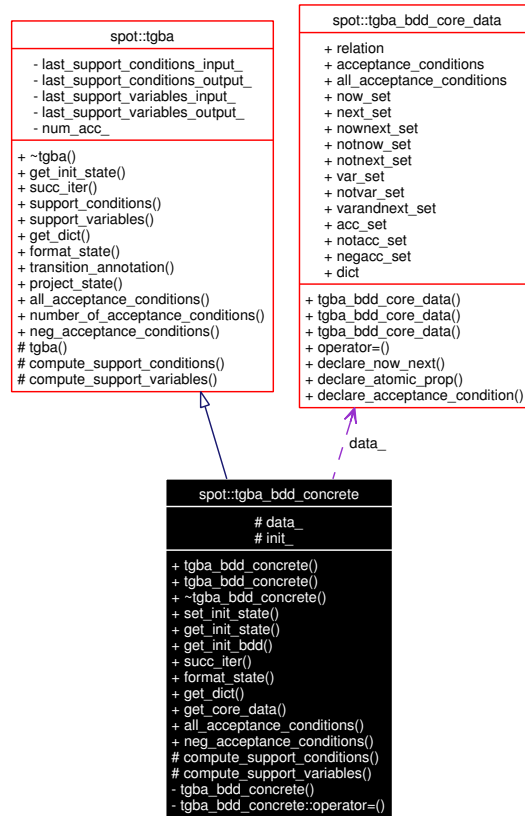 spot::tgba
- last_support_conditions_input_
- last_support_conditions_output_
- last_support_variables_input_
- last_support_variables_output_
- num_acc_
+ ~tgba()
+ get_init_state()
+ succ_iter()
+ support_conditions()
+ support_variables()
+ get_dict()
+ format_state()
+ transition_annotation()
+ project_state()
+ all_acceptance_conditions()
+ number_of_acceptance_conditions()
+ neg_acceptance_conditions()
# tgba()
# compute_support_conditions()
# compute_support_variables()
spot::tgba_bdd_core_data
+ relation
+ acceptance_conditions
+ all_acceptance_conditions
+ now_set
+ next_set
+ nownext_set
+ notnow_set
+ notnext_set
+ var_set
+ notvar_set
+ varandnext_set
+ acc_set
+ notacc_set
+ negacc_set
+ dict
+ tgba_bdd_core_data()
+ tgba_bdd_core_data()
+ tgba_bdd_core_data()
+ operator=()
+ declare_now_next()
+ declare_atomic_prop()
+ declare_acceptance_condition()
data_
spot::tgba_bdd_concrete
# data_
# init_
+ tgba_bdd_concrete()
+ tgba_bdd_concrete()
+ ~tgba_bdd_concrete()
+ set_init_state()
+ get_init_state()
+ get_init_bdd()
+ succ_iter()
+ format_state()
+ get_dict()
+ get_core_data()
+ all_acceptance_conditions()
+ neg_acceptance_conditions()
# compute_support_conditions()
# compute_support_variables()
- tgba_bdd_concrete()
- tgba_bdd_concrete::operator=()